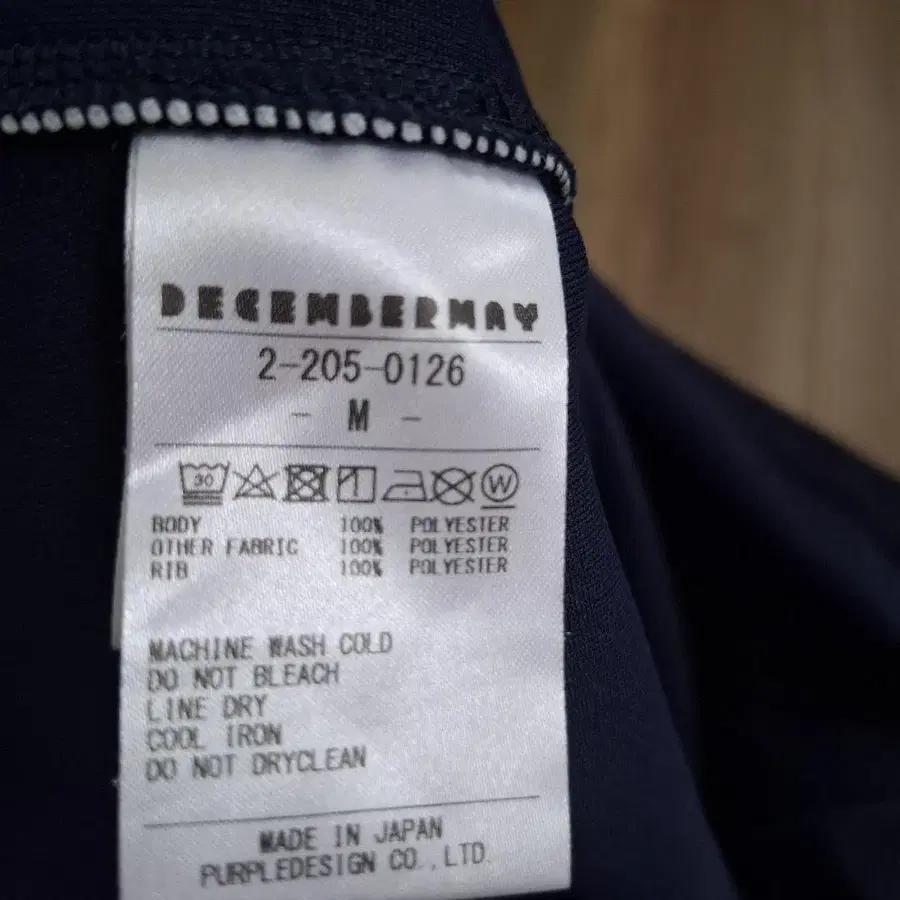 DECEMBERMAY
2-205-0126
- M -
30 W
BODY 100% POLYESTER
OTHER FABRIC 100% POLYESTER
RIB 100% POLYESTER
MACHINE WASH COLD
DO NOT BLEACH
LINE DRY
COOL IRON
DO NOT DRYCLEAN
MADE IN JAPAN
PURPLEDESIGN CO.,LTD.